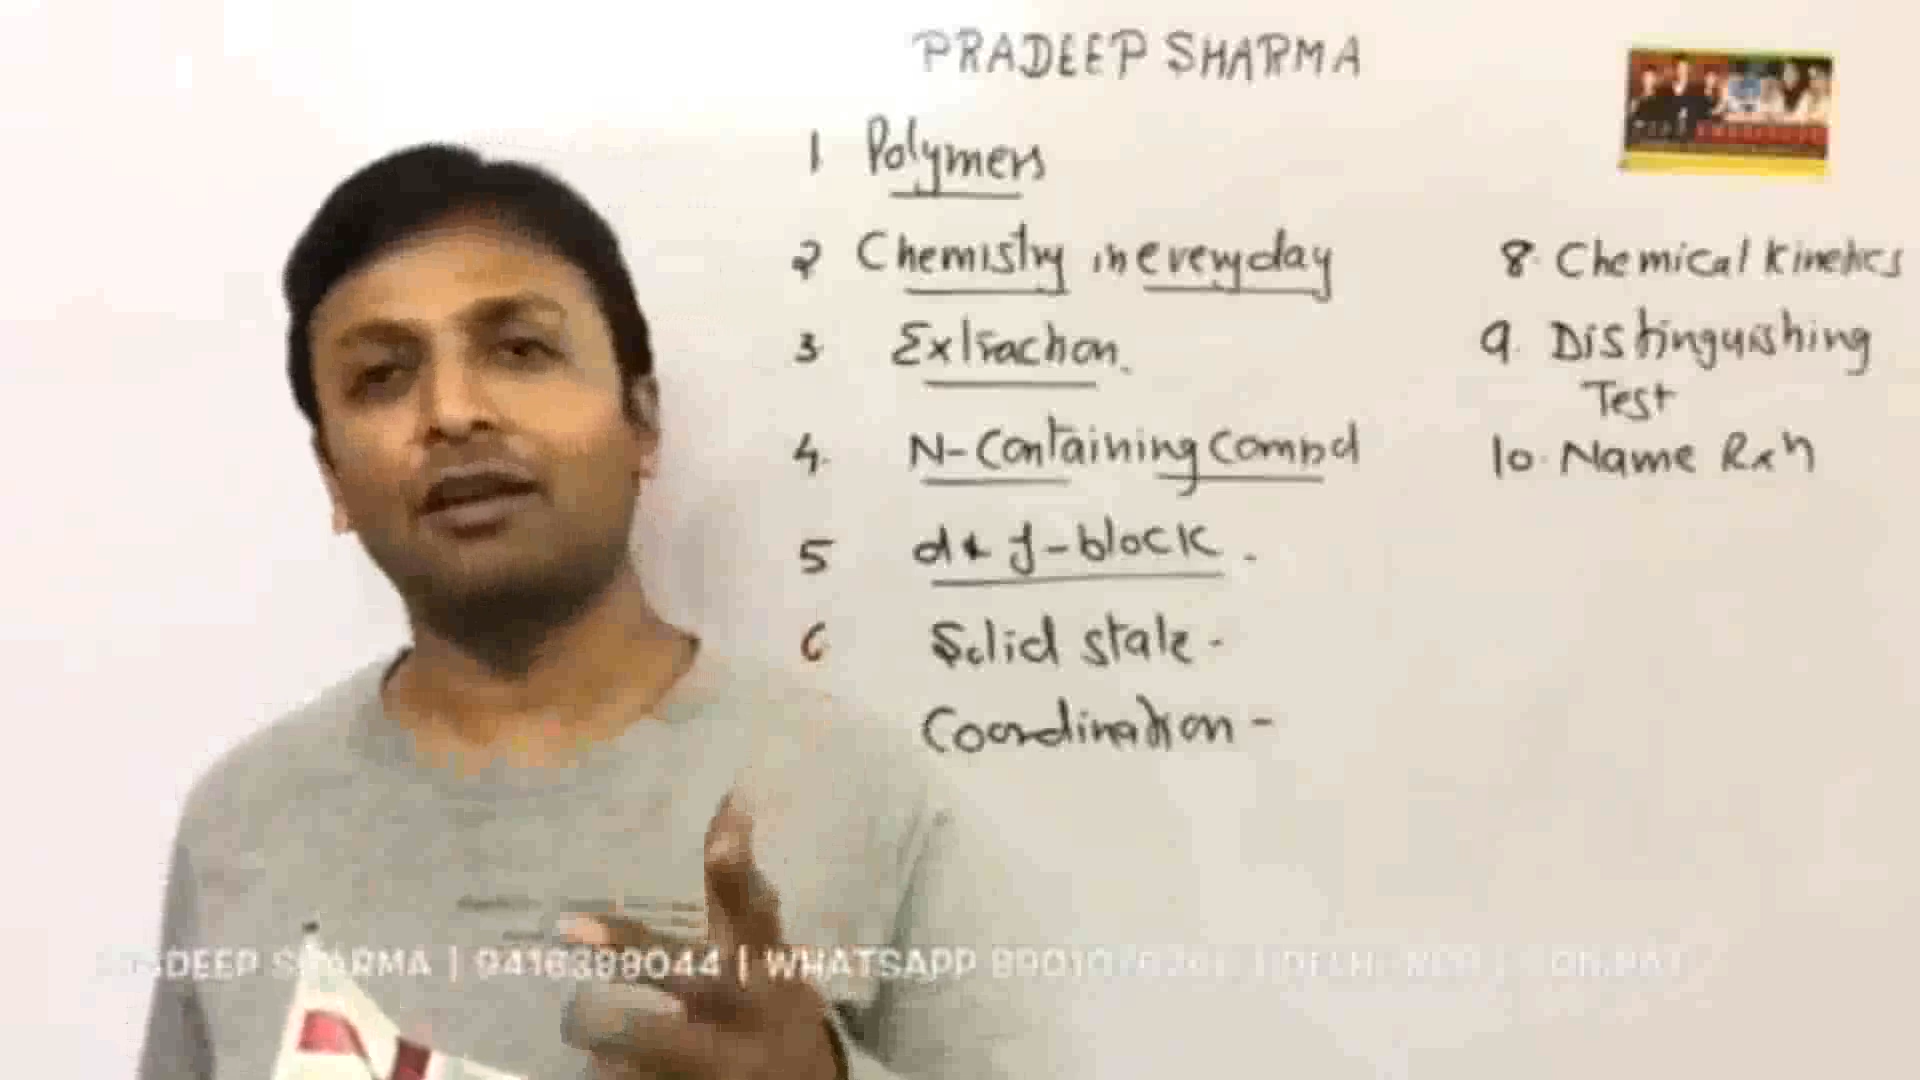 PRADEEP SHARMA
1 Polymers
2 Chemistry in everyday
3 Extraction.
4. N-Containing Compd
5 d & f-block.
6 Solid state -
Coordination -
8. Chemical Kinetics
9. Distinguishing
Test
10. Name Rxn
DEEP SHARMA | 9416389044 | WHATSAPP